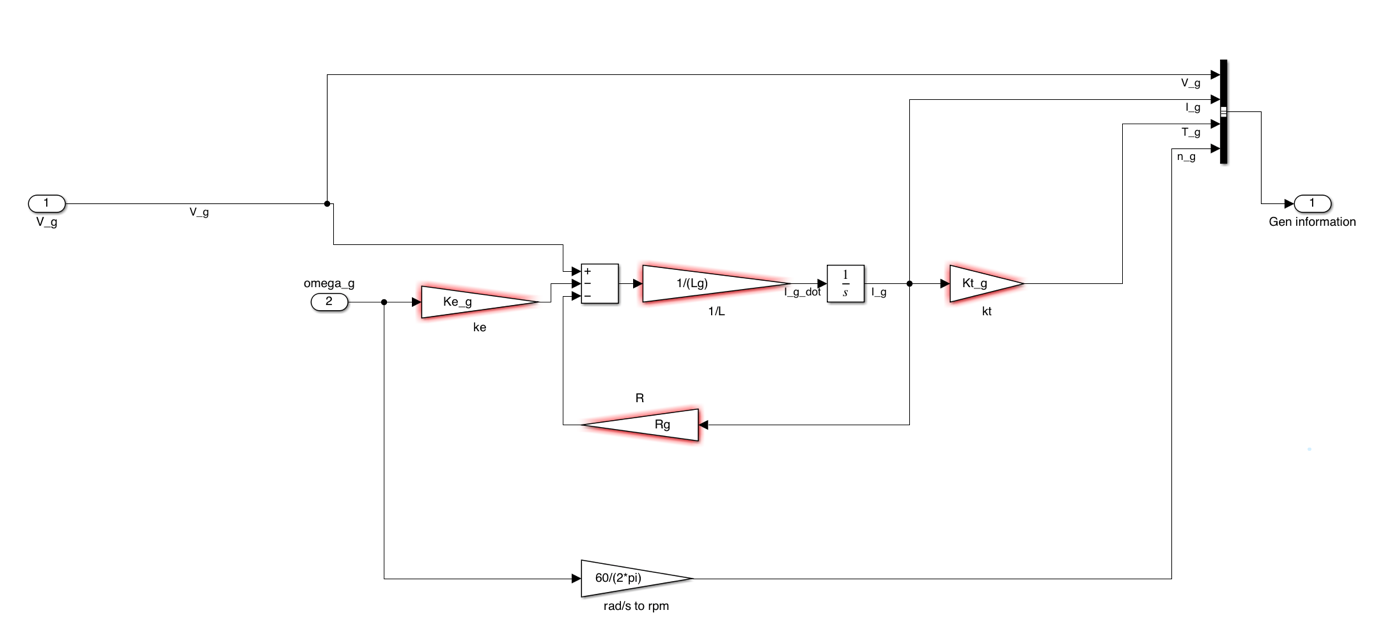 V_g
I_g
T_g
n_g
1
V_g
V_g
1
Gen information
omega_g
2
Ke_g
ke
+
−
−
1/(Lg)
1/L
I_g_dot
1
s
I_g
Kt_g
kt
R
Rg
60/(2*pi)
rad/s to rpm